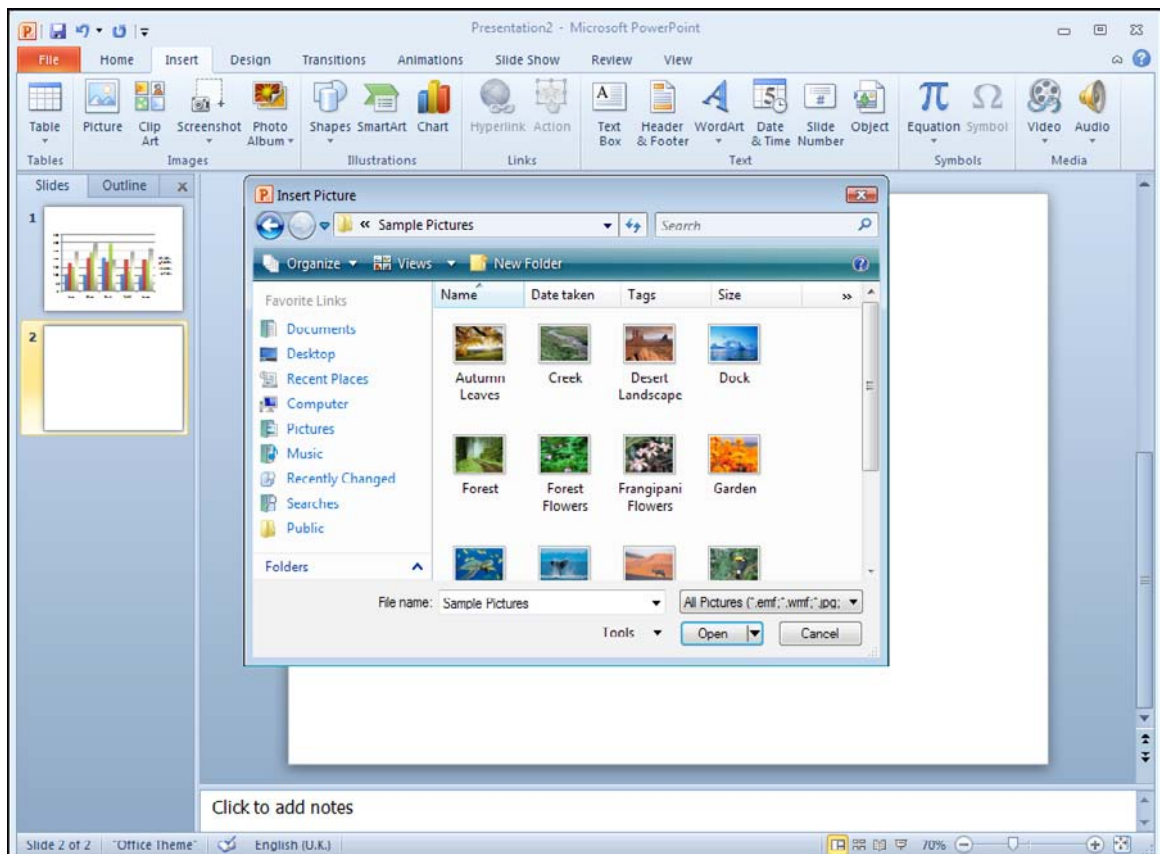 Presentation2 - Microsoft PowerPoint
File Home Insert Design Transitions Animations Slide Show Review View
Table Picture Clip Art Screenshot Photo Album Shapes SmartArt Chart Hyperlink Action Text Box Header & Footer WordArt Date & Time Slide Number Object Equation Symbol Video Audio
Tables Images Illustrations Links Text Symbols Media
Slides Outline
1
2
Insert Picture
« Sample Pictures Search
Organize Views New Folder
Favorite Links
Documents
Desktop
Recent Places
Computer
Pictures
Music
Recently Changed
Searches
Public
Folders
Name Date taken Tags Size »
Autumn Leaves Creek Desert Landscape Dock
Forest Forest Flowers Frangipani Flowers Garden
File name: Sample Pictures All Pictures (*.emf;*.wmf;*.jpg;
Tools Open Cancel
Click to add notes
Slide 2 of 2 "Office Theme" English (U.K.) 70%